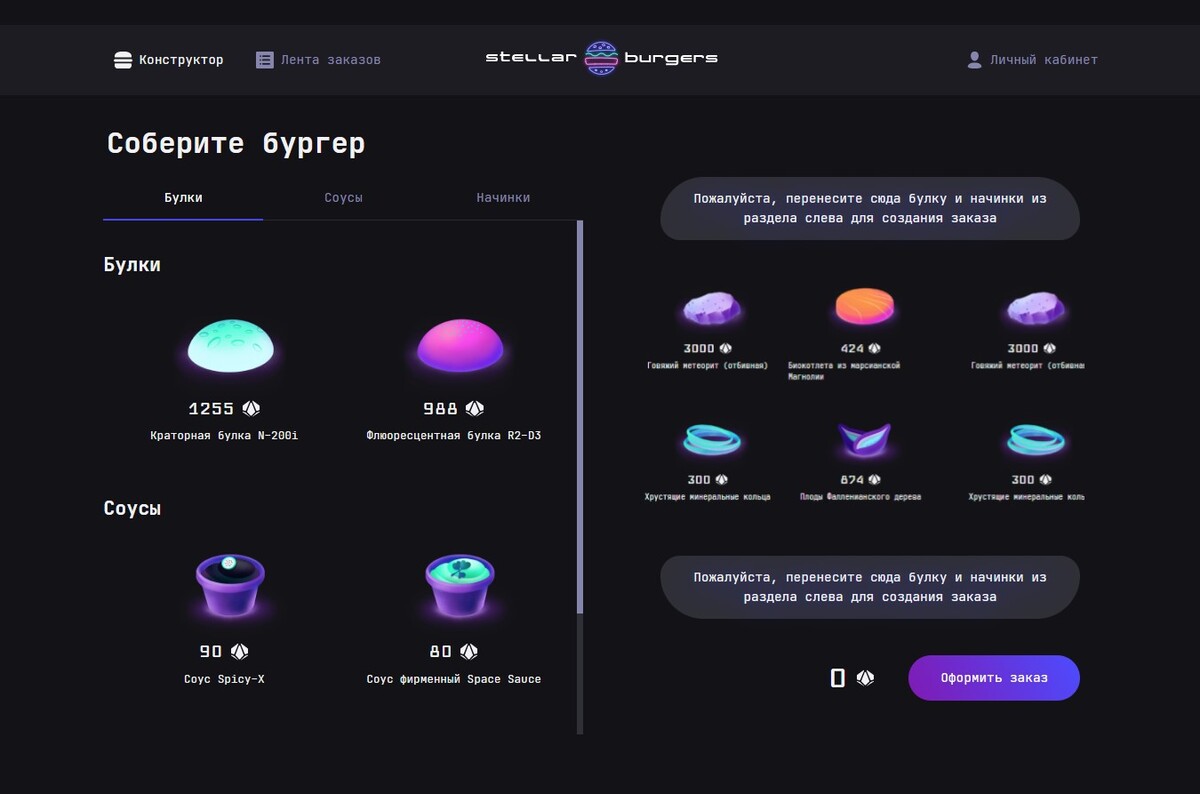 Конструктор
Лента заказов
stellar burgers
Личный кабинет
Соберите бургер
Булки
Соусы
Начинки
Булки
1255
Краторная булка N-200i
988
Флюоресцентная булка R2-D3
Соусы
90
Соус Spicy-X
80
Соус фирменный Space Sauce
Пожалуйста, перенесите сюда булку и начинки из
раздела слева для создания заказа
3000
Говяжий метеорит (отбивная)
424
Биокотлета из марсианской
Магнолии
3000
Говяжий метеорит (отбивна
300
Хрустящие минеральные кольца
874
Плоды Фалленианского дерева
300
Хрустящие минеральные коль
Пожалуйста, перенесите сюда булку и начинки из
раздела слева для создания заказа
0
Оформить заказ